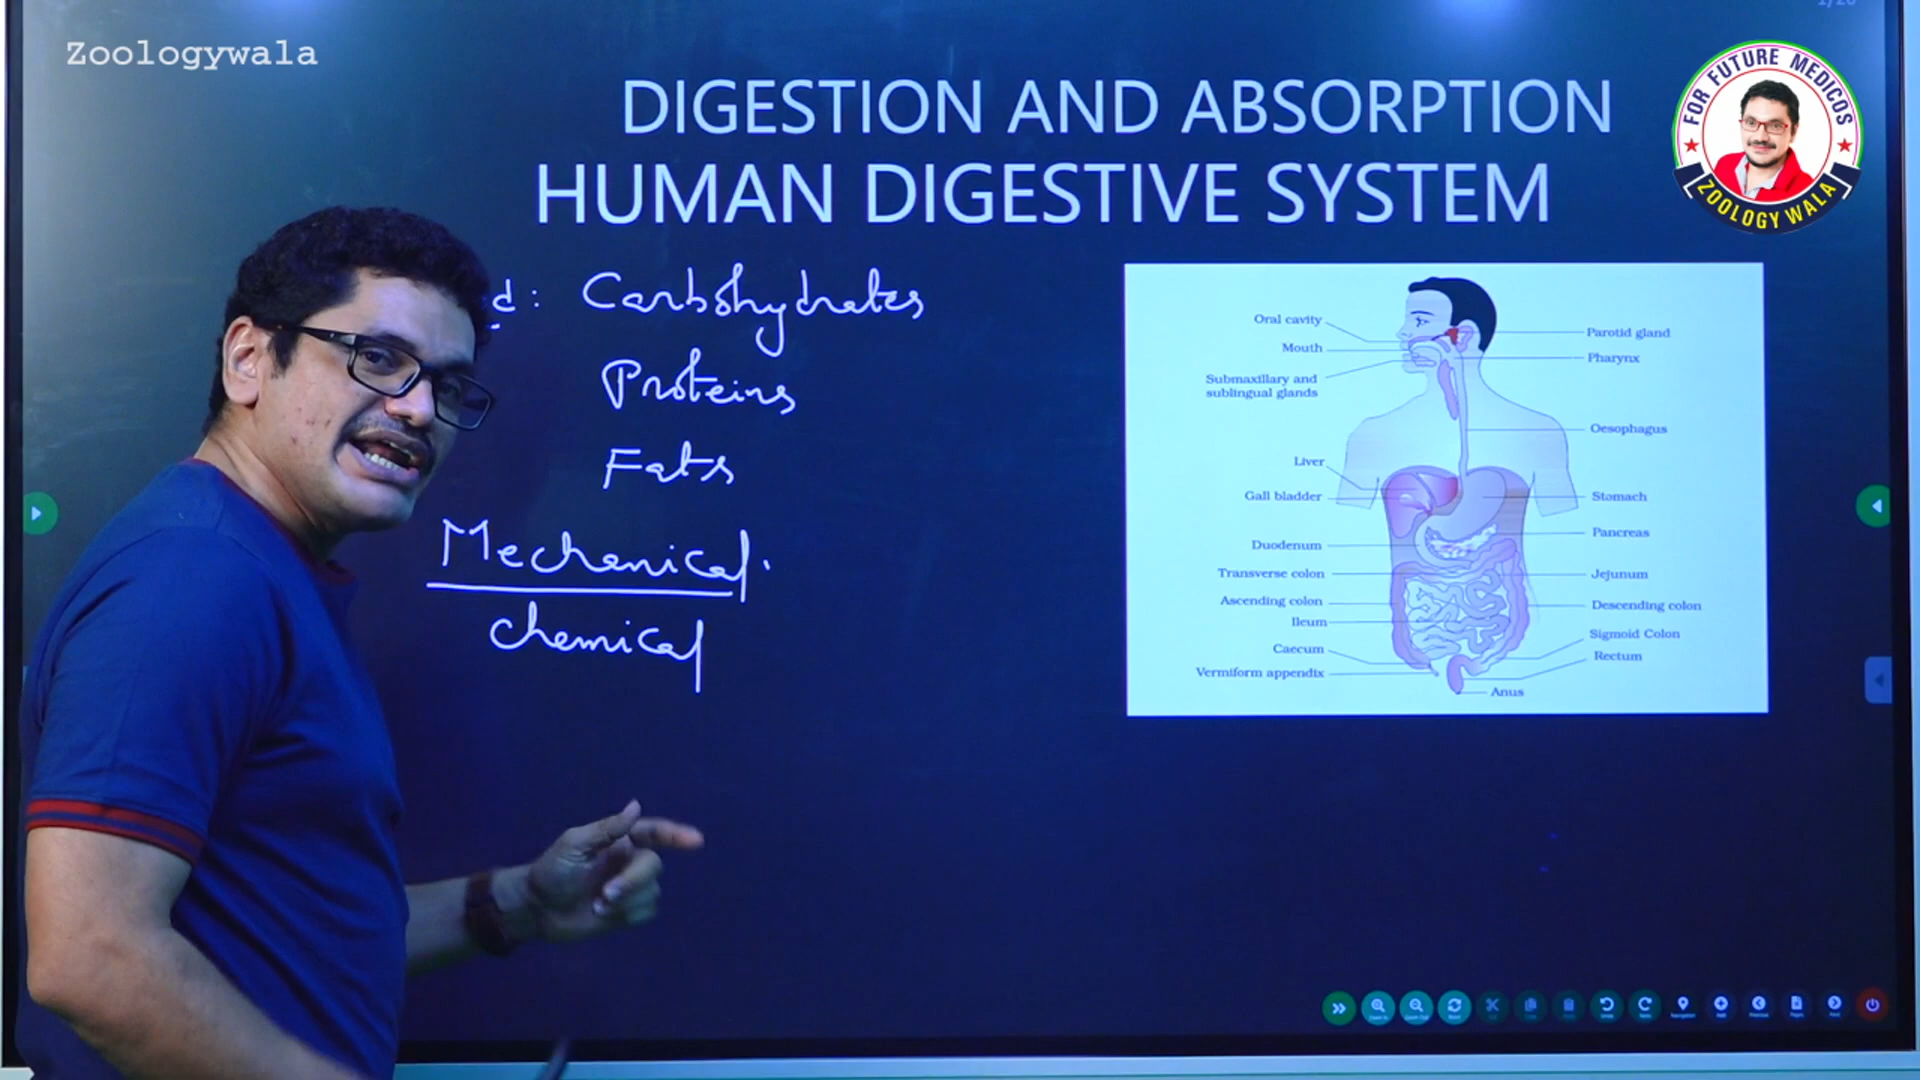 Zoologywala
DIGESTION AND ABSORPTION
HUMAN DIGESTIVE SYSTEM
FOR FUTURE MEDICOS
ZOOLOGY WALA
d: Carbohydrates
Proteins
Fats
Mechanical.
chemical
Oral cavity
Mouth
Submaxillary and
sublingual glands
Liver
Gall bladder
Duodenum
Transverse colon
Ascending colon
Ileum
Caecum
Vermiform appendix
Parotid gland
Pharynx
Oesophagus
Stomach
Pancreas
Jejunum
Descending colon
Sigmoid Colon
Rectum
Anus